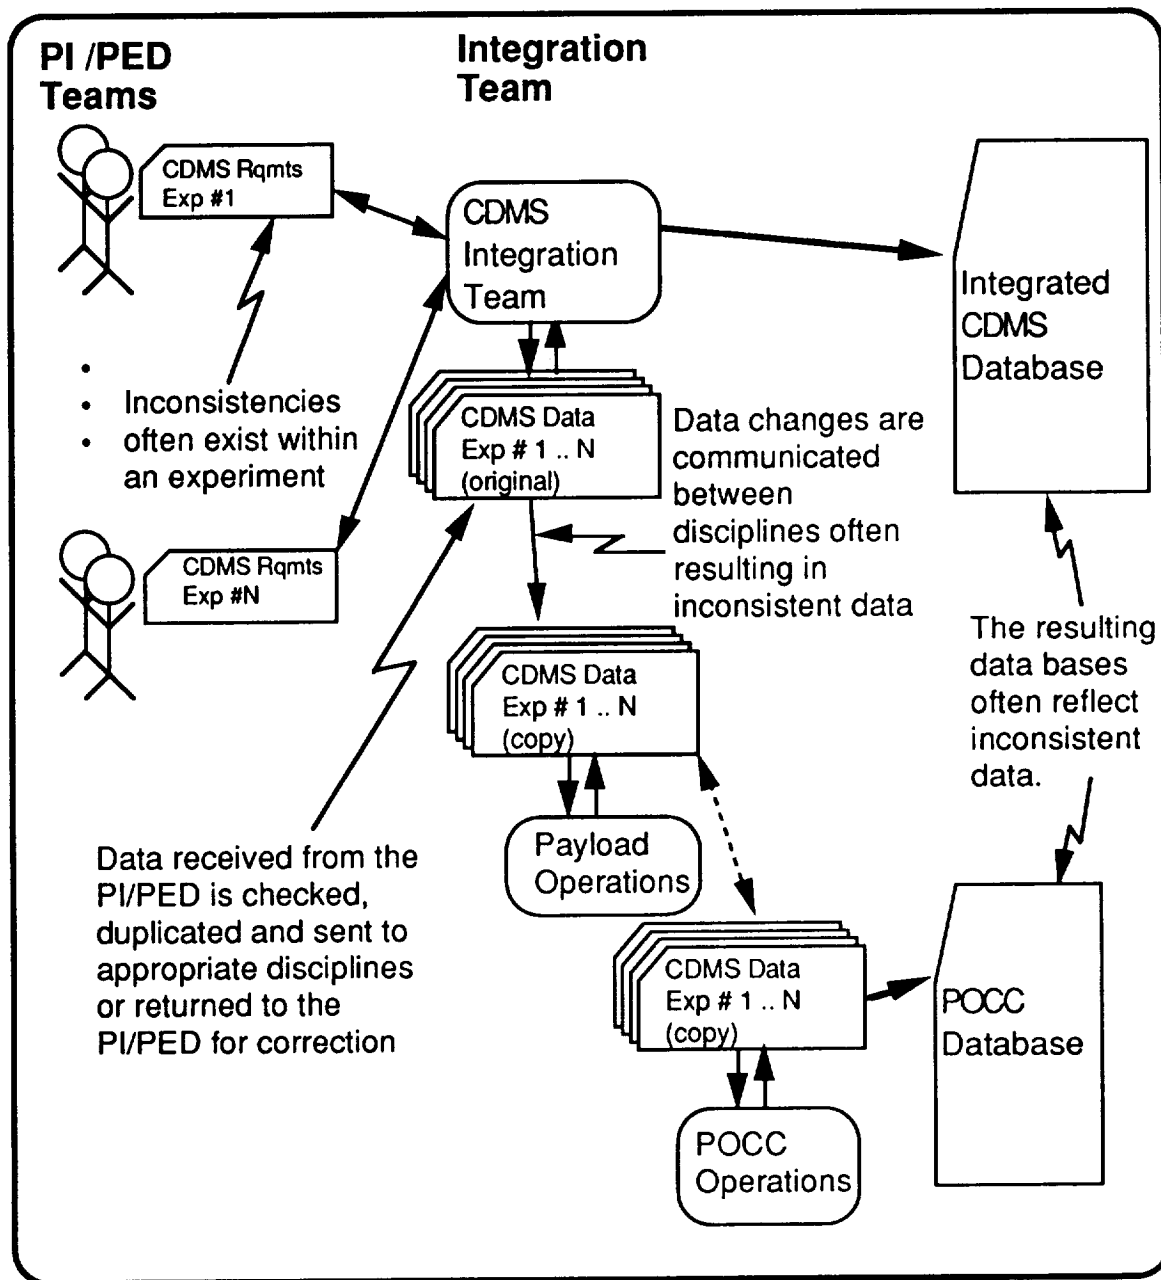 PI /PED
Teams
Integration
Team
CDMS Rqmts
Exp #1
CDMS
Integration
Team
Integrated
CDMS
Database
• Inconsistencies
• often exist within
an experiment
CDMS Data
Exp # 1 .. N
(original)
Data changes are
communicated
between
disciplines often
resulting in
inconsistent data
CDMS Rqmts
Exp #N
The resulting
data bases
often reflect
inconsistent
data.
CDMS Data
Exp # 1 .. N
(copy)
Payload
Operations
Data received from the
PI/PED is checked,
duplicated and sent to
appropriate disciplines
or returned to the
PI/PED for correction
CDMS Data
Exp # 1 .. N
(copy)
POCC
Database
POCC
Operations